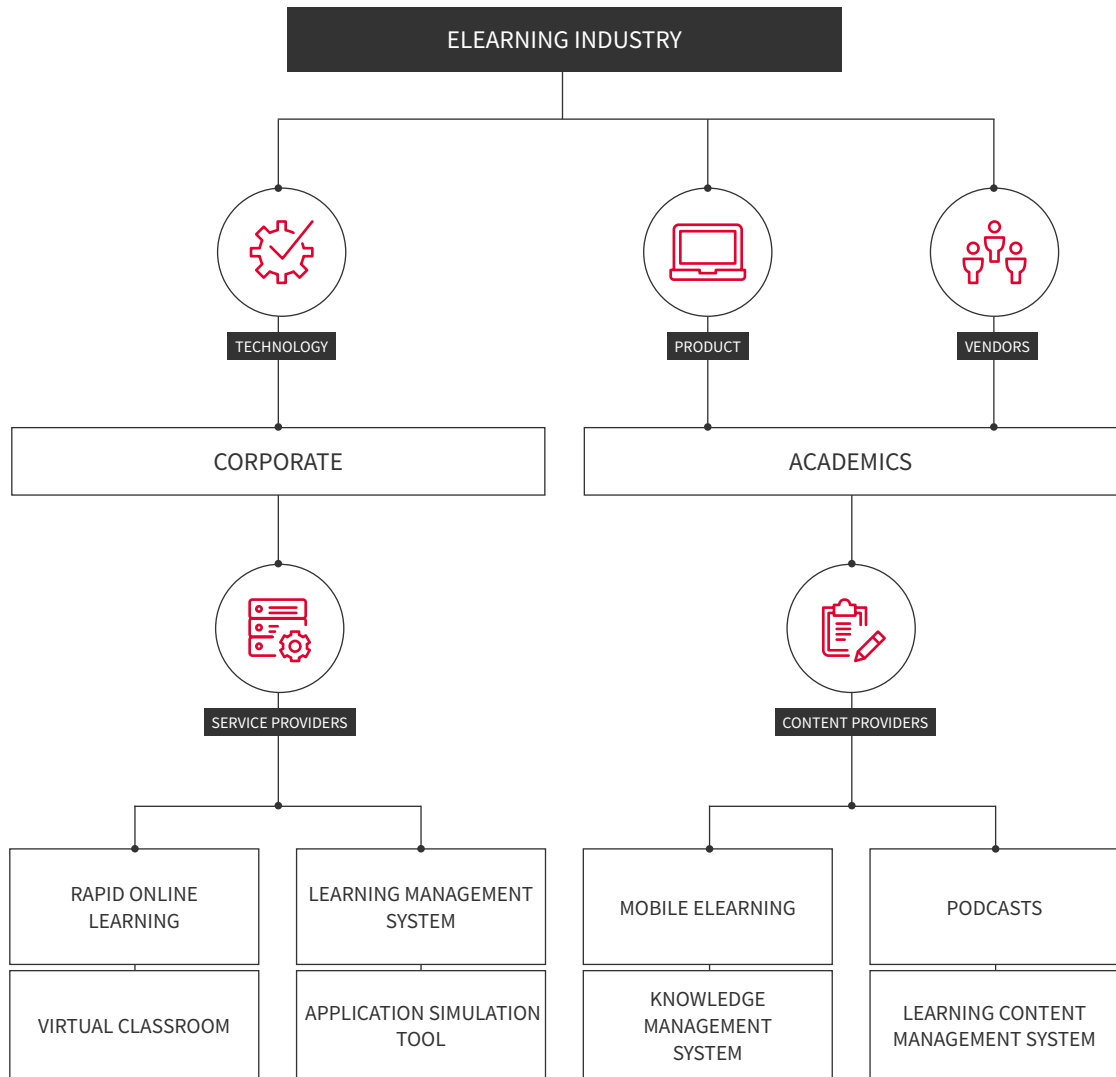 ELEARNING INDUSTRY
TECHNOLOGY
PRODUCT
VENDORS
CORPORATE
ACADEMICS
SERVICE PROVIDERS
CONTENT PROVIDERS
RAPID ONLINE
LEARNING
LEARNING MANAGEMENT
SYSTEM
MOBILE ELEARNING
PODCASTS
VIRTUAL CLASSROOM
APPLICATION SIMULATION
TOOL
KNOWLEDGE
MANAGEMENT
SYSTEM
LEARNING CONTENT
MANAGEMENT SYSTEM